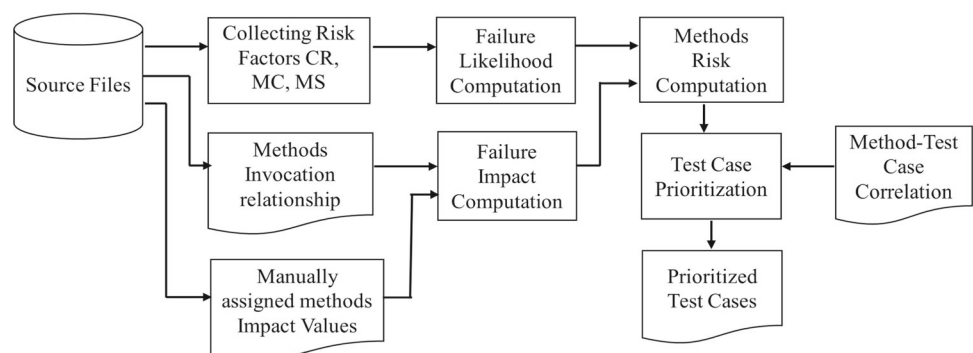 Source Files
Collecting Risk
Factors CR,
MC, MS
Failure
Likelihood
Computation
Methods
Risk
Computation
Methods
Invocation
relationship
Failure
Impact
Computation
Test Case
Prioritization
Method-Test
Case
Correlation
Manually
assigned methods
Impact Values
Prioritized
Test Cases